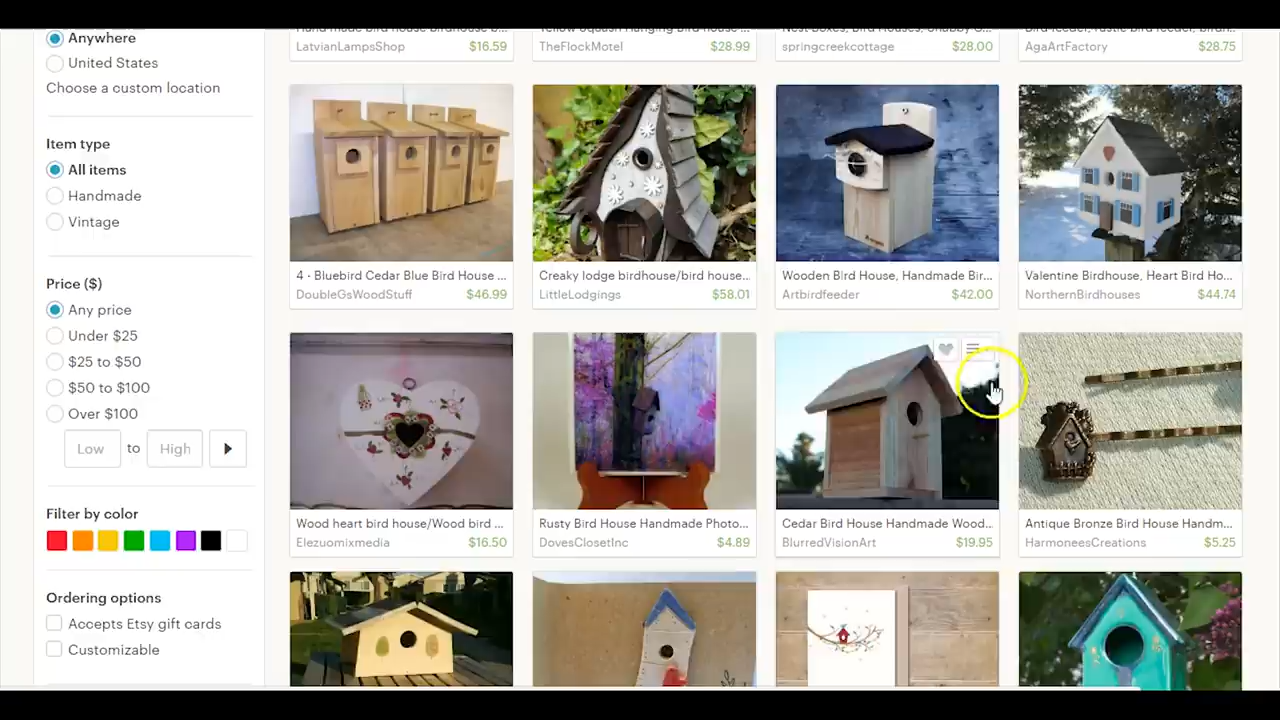 Anywhere
United States
Choose a custom location
Item type
All items
Handmade
Vintage
Price ($)
Any price
Under $25
$25 to $50
$50 to $100
Over $100
Low to High
Filter by color
Ordering options
Accepts Etsy gift cards
Customizable
LatvianLampsShop $16.59
TheFlockMotel $28.99
springcreekcottage $28.00
AgaArtFactory $28.75
4 - Bluebird Cedar Blue Bird House ...
DoubleGsWoodStuff $46.99
Creaky lodge birdhouse/bird house...
LittleLodgings $58.01
Wooden Bird House, Handmade Bir...
Artbirdfeeder $42.00
Valentine Birdhouse, Heart Bird Ho...
NorthernBirdhouses $44.74
Wood heart bird house/Wood bird ...
Elezuomixmedia $16.50
Rusty Bird House Handmade Photo...
DovesClosetInc $4.89
Cedar Bird House Handmade Wood...
BlurredVisionArt $19.95
Antique Bronze Bird House Handm...
HarmoneesCreations $5.25